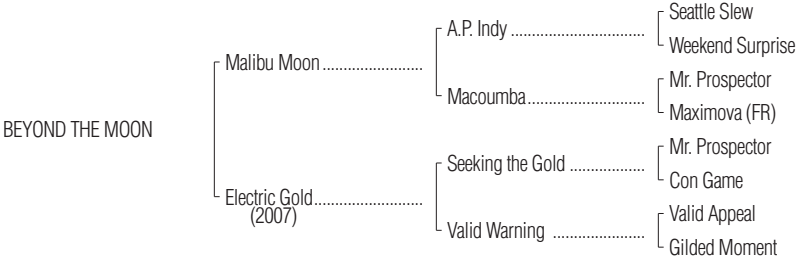 Seattle Slew
A.P. Indy ................................
Weekend Surprise
Malibu Moon ........................
Mr. Prospector
Macoumba ............................
Maximova (FR)
BEYOND THE MOON
Mr. Prospector
Seeking the Gold ..................
Con Game
Electric Gold ..........................
(2007)
Valid Appeal
Valid Warning ......................
Gilded Moment